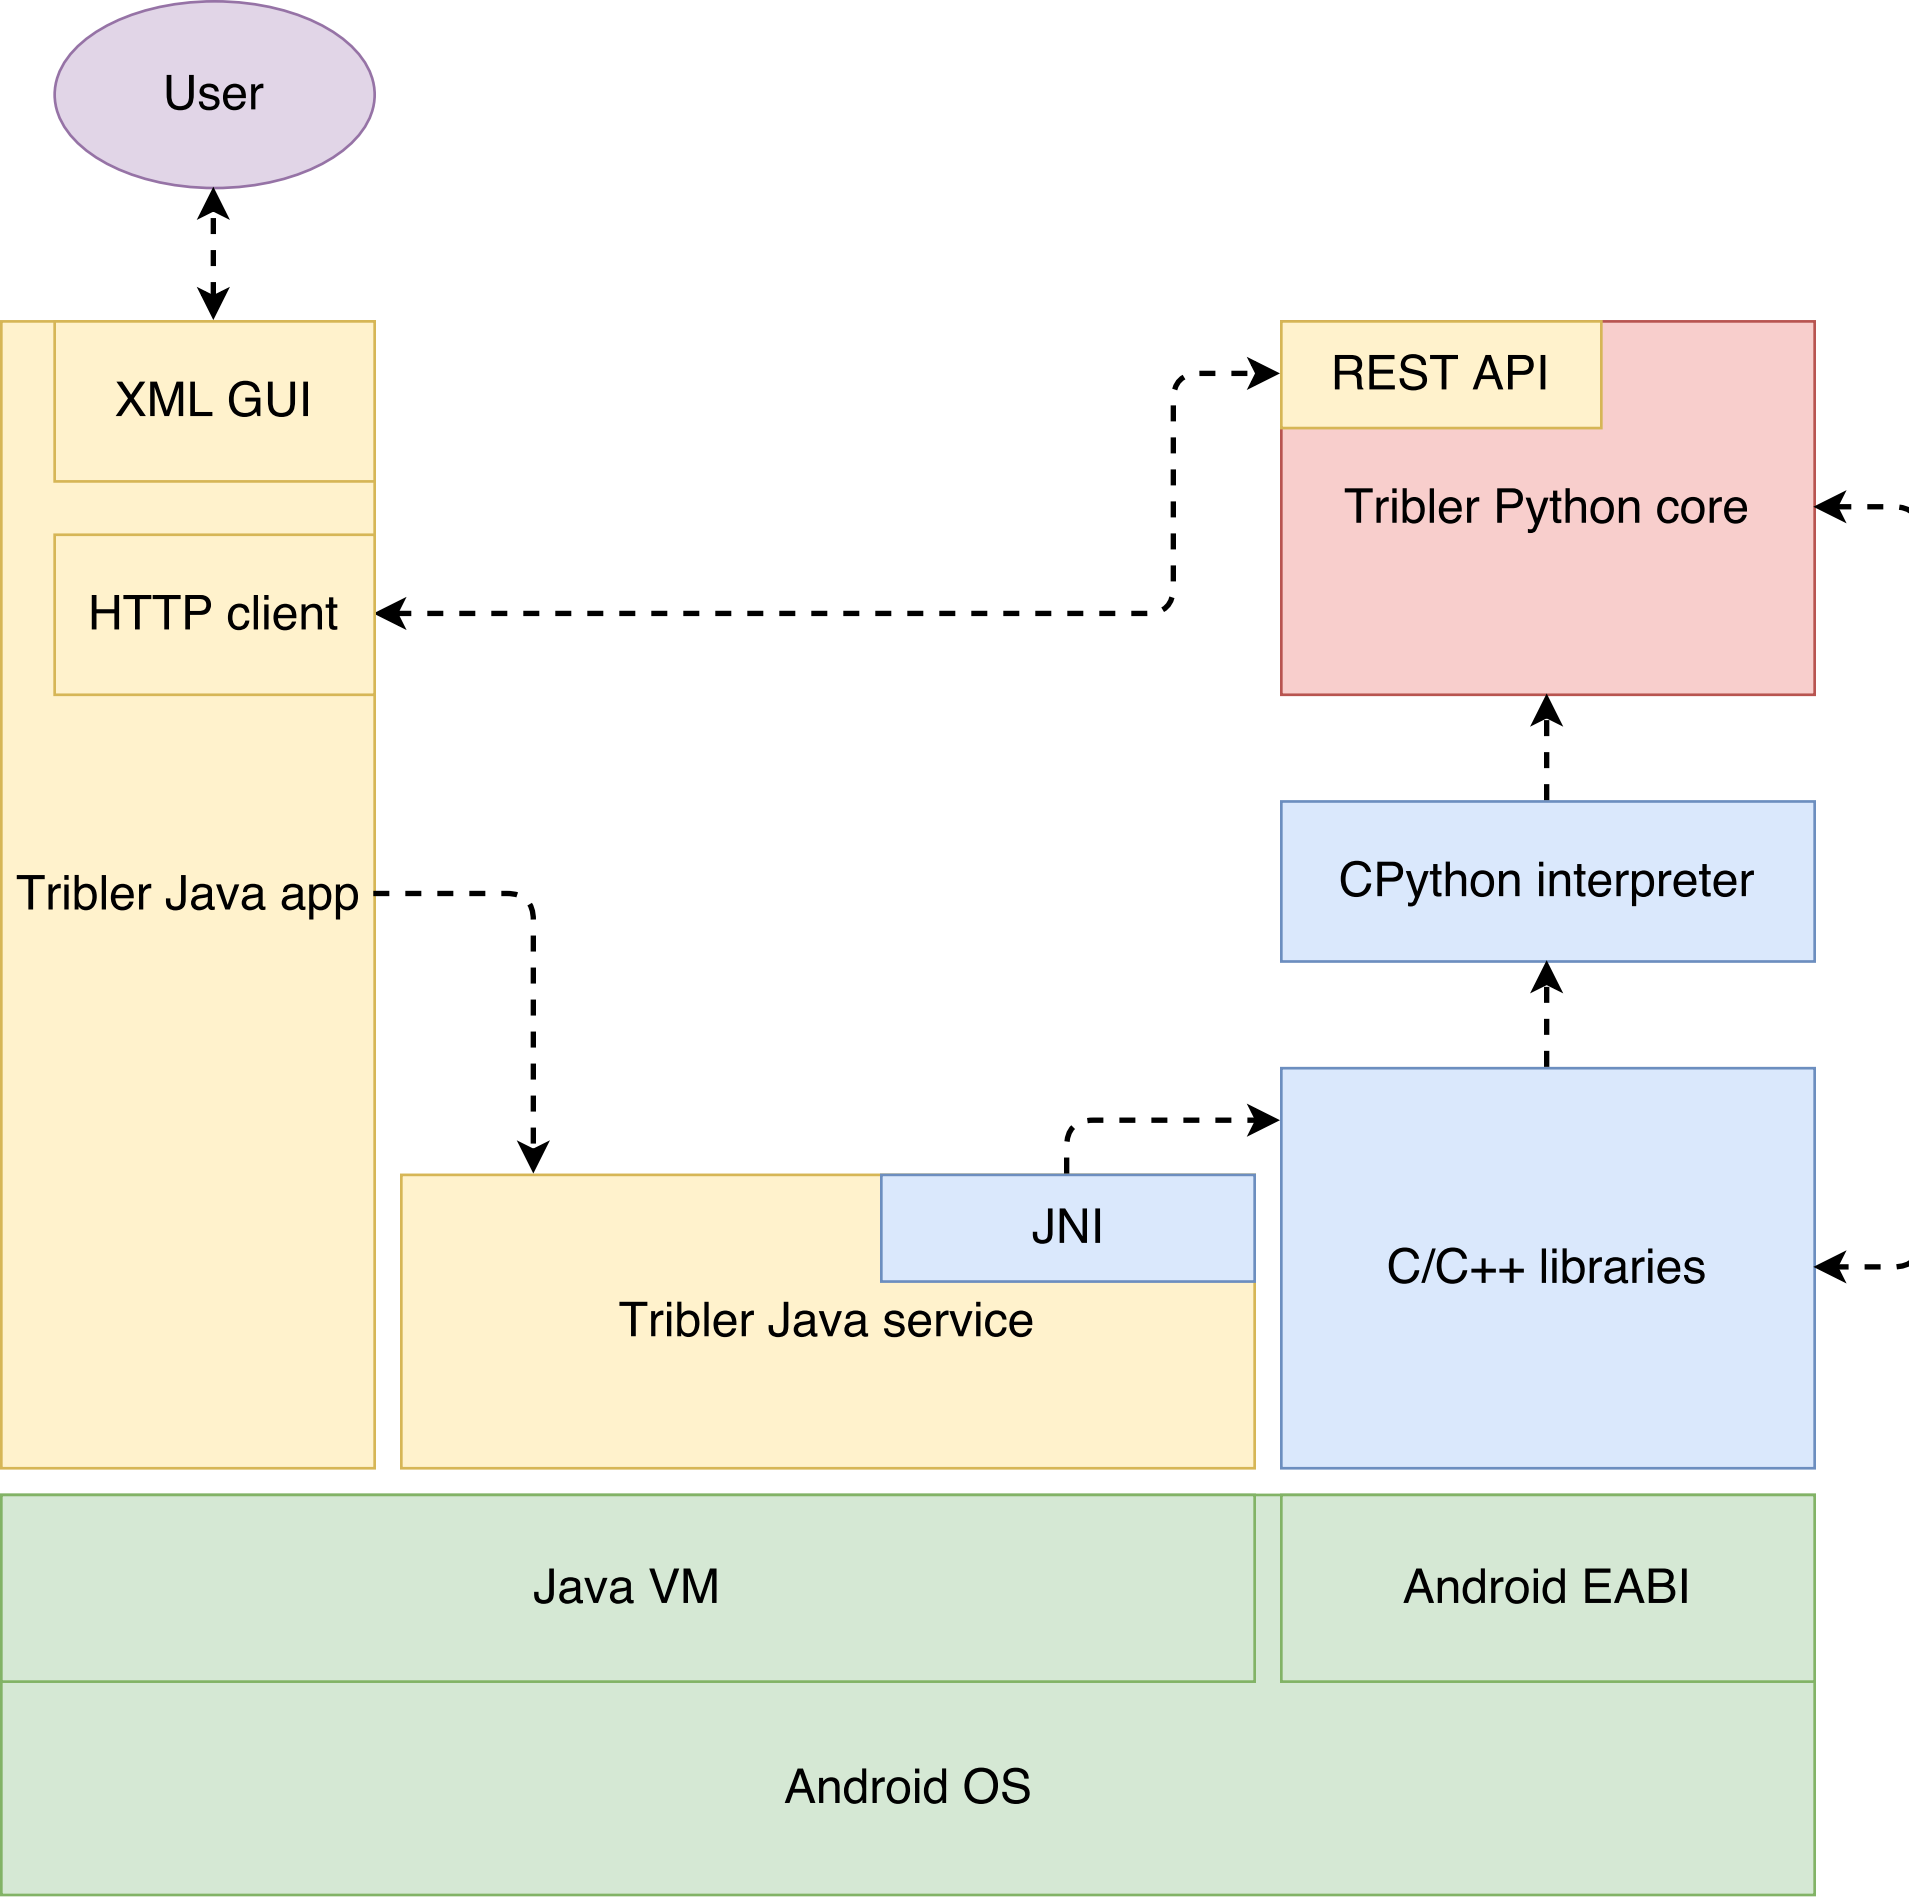 User
XML GUI
REST API
Tribler Python core
HTTP client
Tribler Java app
CPython interpreter
JNI
C/C++ libraries
Tribler Java service
Java VM
Android EABI
Android OS